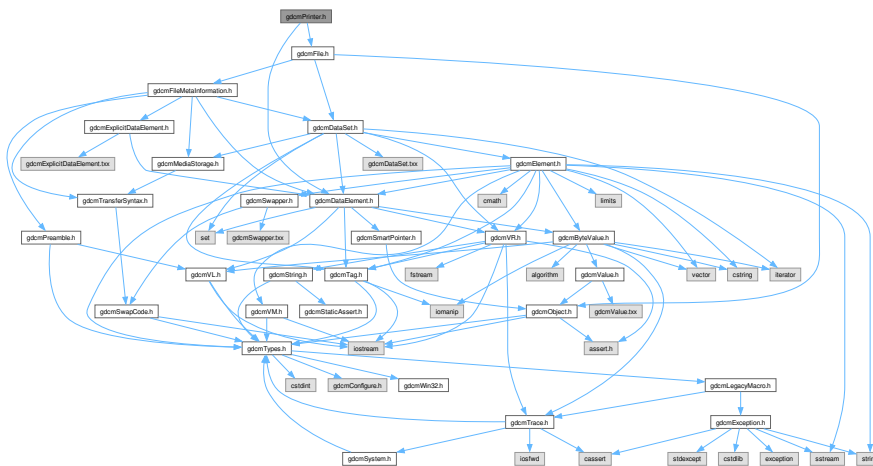 gdcmPrinter.h
gdcmFile.h
gdcmFileMetaInformation.h
gdcmExplicitDataElement.h
gdcmDataSet.h
gdcmExplicitDataElement.txx
gdcmMediaStorage.h
gdcmDataSet.txx
gdcmElement.h
gdcmTransferSyntax.h
gdcmSwapper.h
gdcmDataElement.h
cmath
limits
gdcmPreamble.h
set
gdcmSwapper.txx
gdcmSmartPointer.h
gdcmVR.h
gdcmByteValue.h
gdcmVL.h
gdcmString.h
gdcmTag.h
fstream
algorithm
gdcmValue.h
vector
cstring
iterator
gdcmSwapCode.h
gdcmVM.h
gdcmStaticAssert.h
iomanip
gdcmObject.h
gdcmValue.txx
gdcmTypes.h
iostream
assert.h
cstdint
gdcmConfigure.h
gdcmWin32.h
gdcmLegacyMacro.h
gdcmTrace.h
gdcmException.h
gdcmSystem.h
iosfwd
cassert
stdexcept
cstdlib
exception
sstream